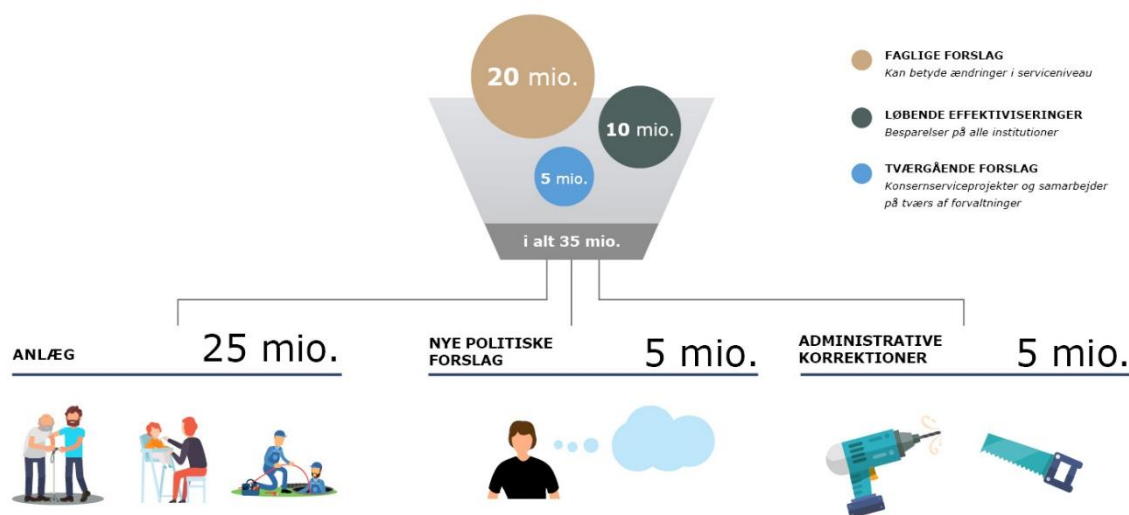 20 mio.
10 mio.
5 mio.
i alt 35 mio.
FAGLIGE FORSLAG
Kan betyde ændringer i serviceniveau
LØBENDE EFFEKTIVISERINGER
Besparelser på alle institutioner
TVÆRGÅENDE FORSLAG
Konsernserviceprojekter og samarbejder
på tværs af forvaltninger
ANLÆG
25 mio.
NYE POLITISKE
FORSLAG
5 mio.
ADMINISTRATIVE
KORREKTIONER
5 mio.